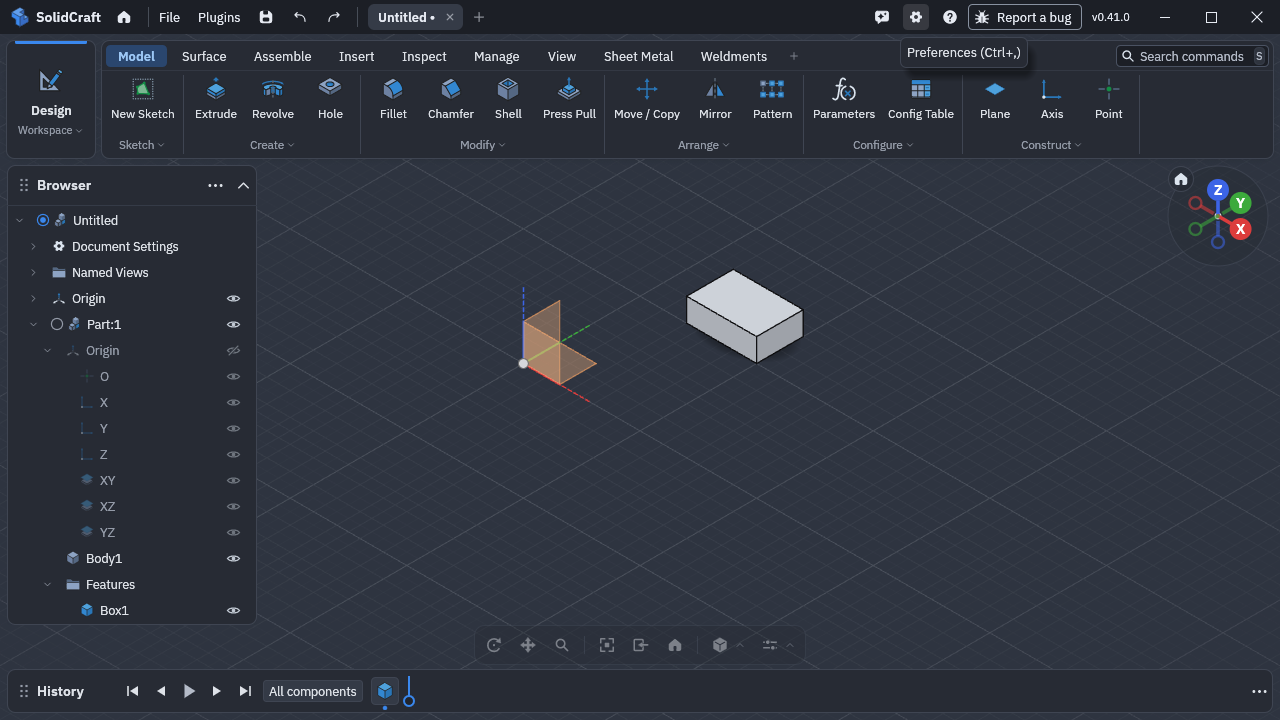 SolidCraft
File
Plugins
Untitled •
Report a bug
v0.41.0
Preferences (Ctrl+,)
Design
Workspace
Model
Surface
Assemble
Insert
Inspect
Manage
View
Sheet Metal
Weldments
Search commands
S
New Sketch
Extrude
Revolve
Hole
Fillet
Chamfer
Shell
Press Pull
Move / Copy
Mirror
Pattern
Parameters
Config Table
Plane
Axis
Point
Sketch
Create
Modify
Arrange
Configure
Construct
Browser
Untitled
Document Settings
Named Views
Origin
Part:1
Origin
O
X
Y
Z
XY
XZ
YZ
Body1
Features
Box1
Z
Y
X
History
All components